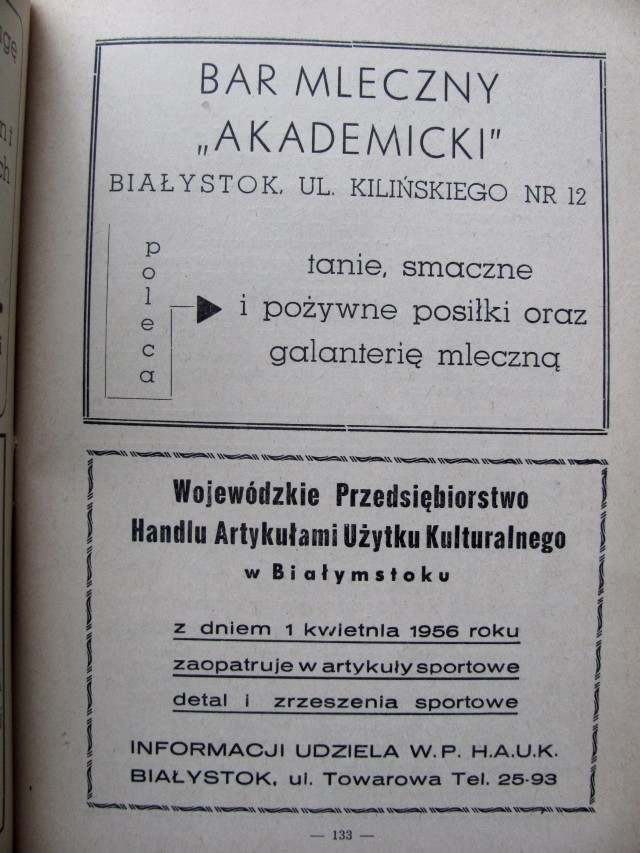 BAR MLECZNY
„AKADEMICKI”
BIAŁYSTOK, UL. KILIŃSKIEGO NR 12
poleca
tanie, smaczne
i pożywne posiłki oraz
galanterię mleczną
Wojewódzkie Przedsiębiorstwo
Handlu Artykułami Użytku Kulturalnego
w Białymstoku
z dniem 1 kwietnia 1956 roku
zaopatruje w artykuły sportowe
detal i zrzeszenia sportowe
INFORMACJI UDZIELA W.P. H.A.U.K.
BIAŁYSTOK, ul. Towarowa Tel. 25-93
— 133 —